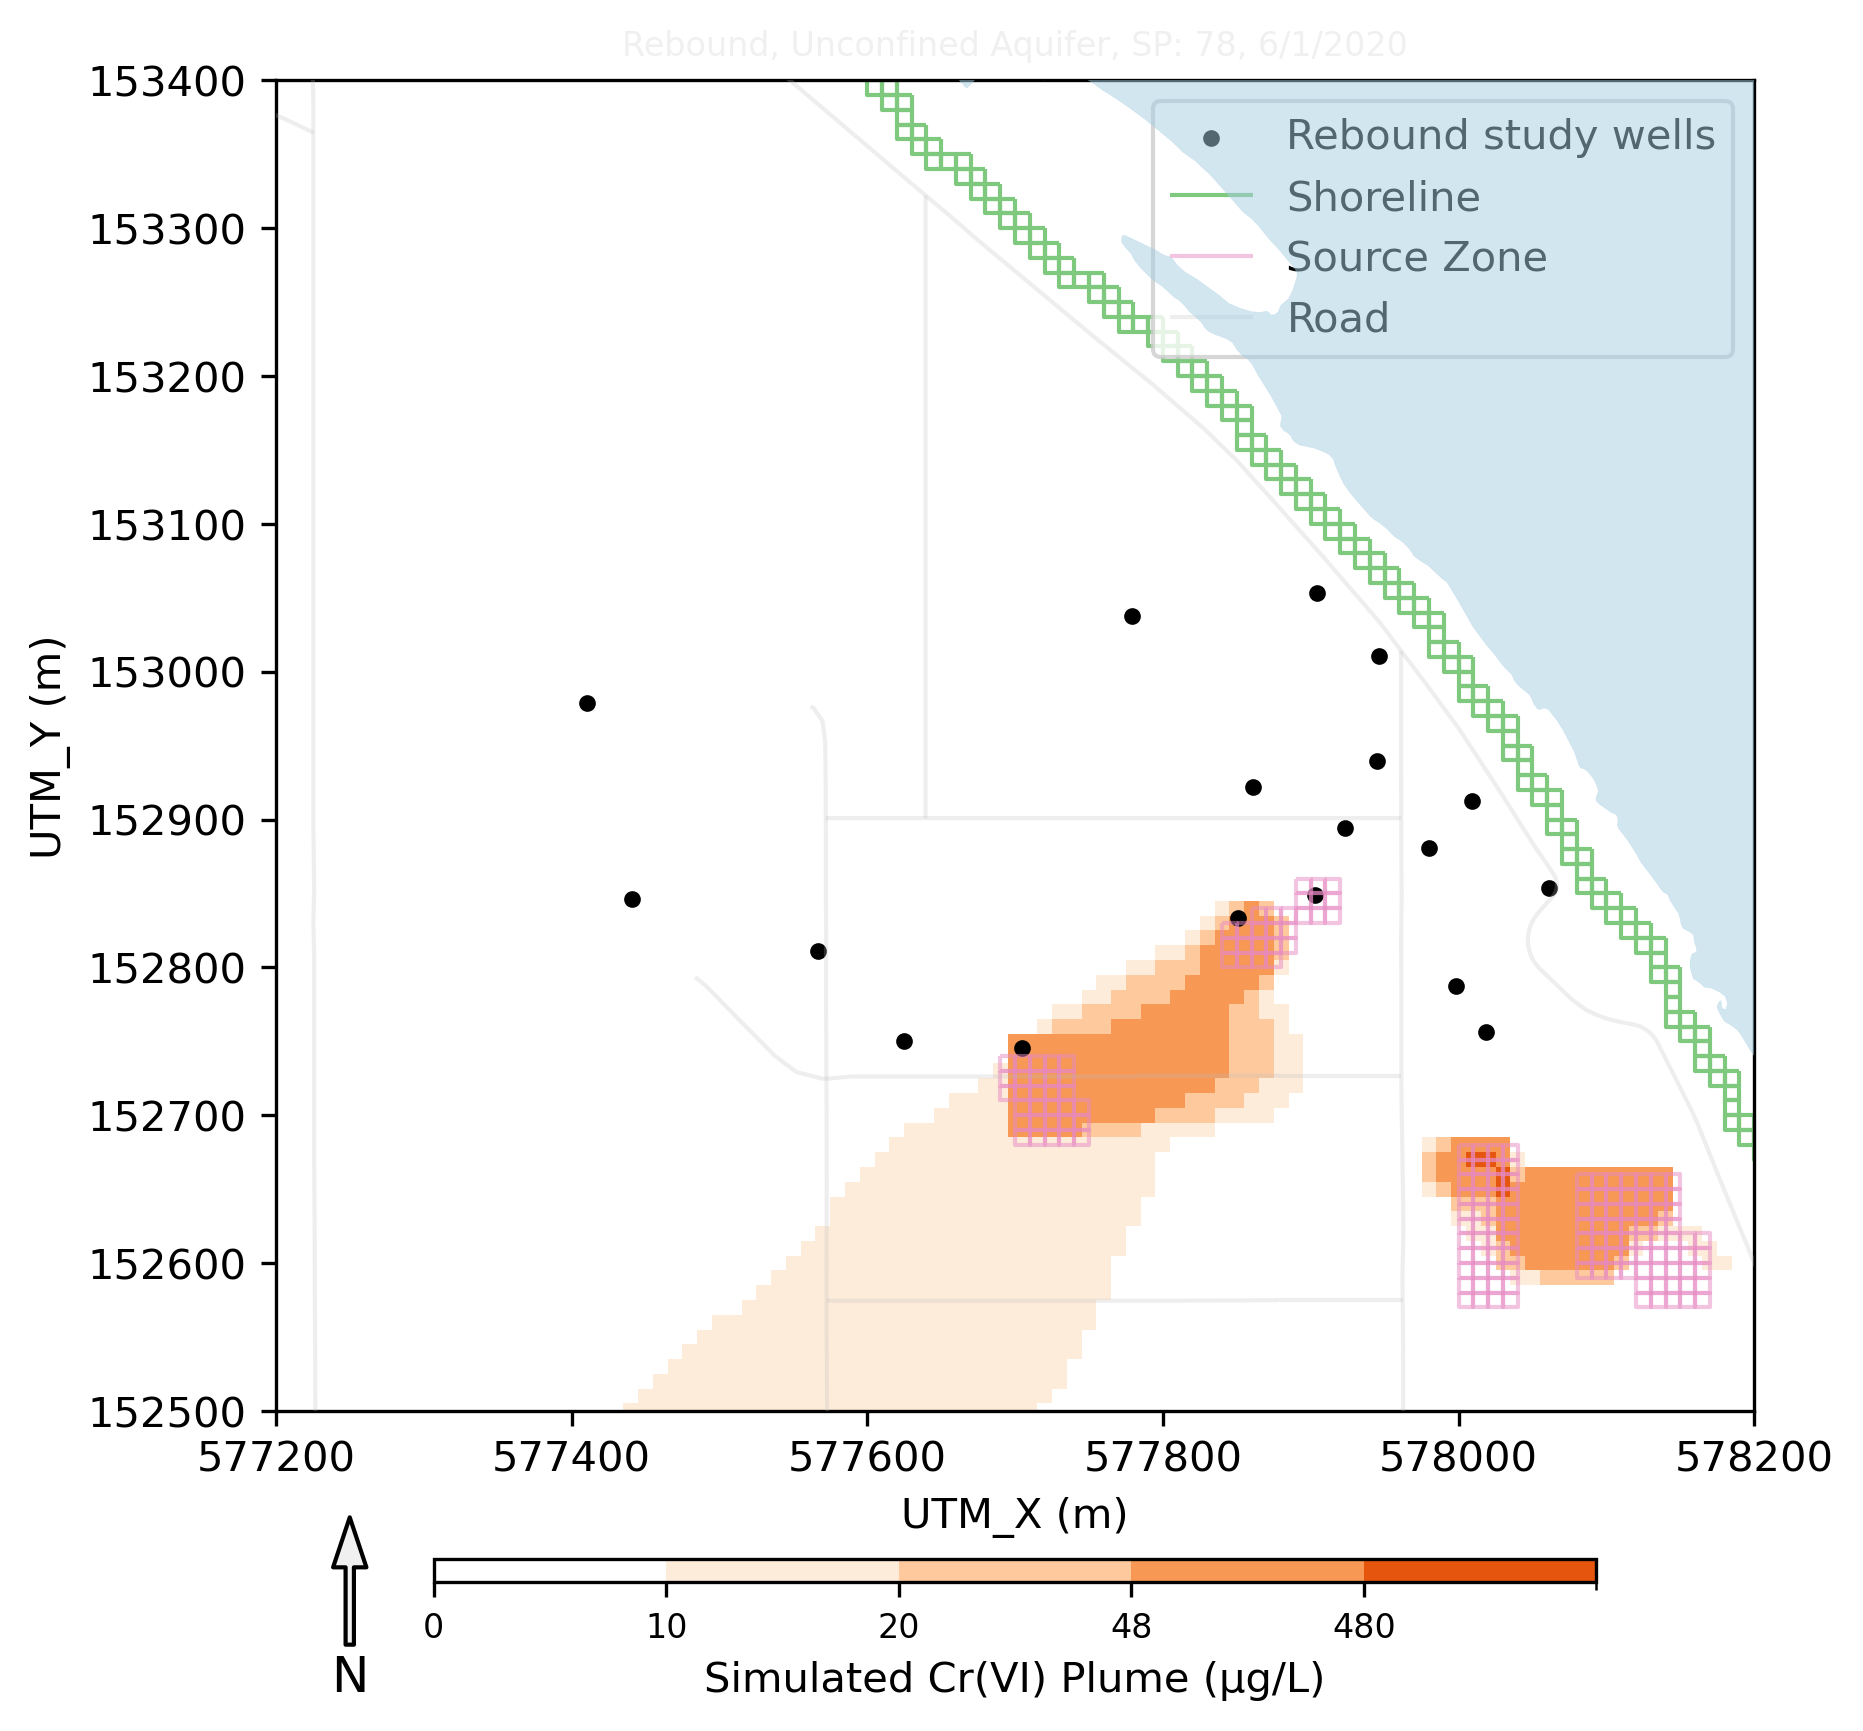 Rebound, Unconfined Aquifer, SP: 78, 6/1/2020
Rebound study wells
Shoreline
Source Zone
Road
153400
153300
153200
153100
153000
152900
152800
152700
152600
152500
UTM_Y (m)
577200 577400 577600 577800 578000 578200
UTM_X (m)
N
0 10 20 48 480
Simulated Cr(VI) Plume (μg/L)